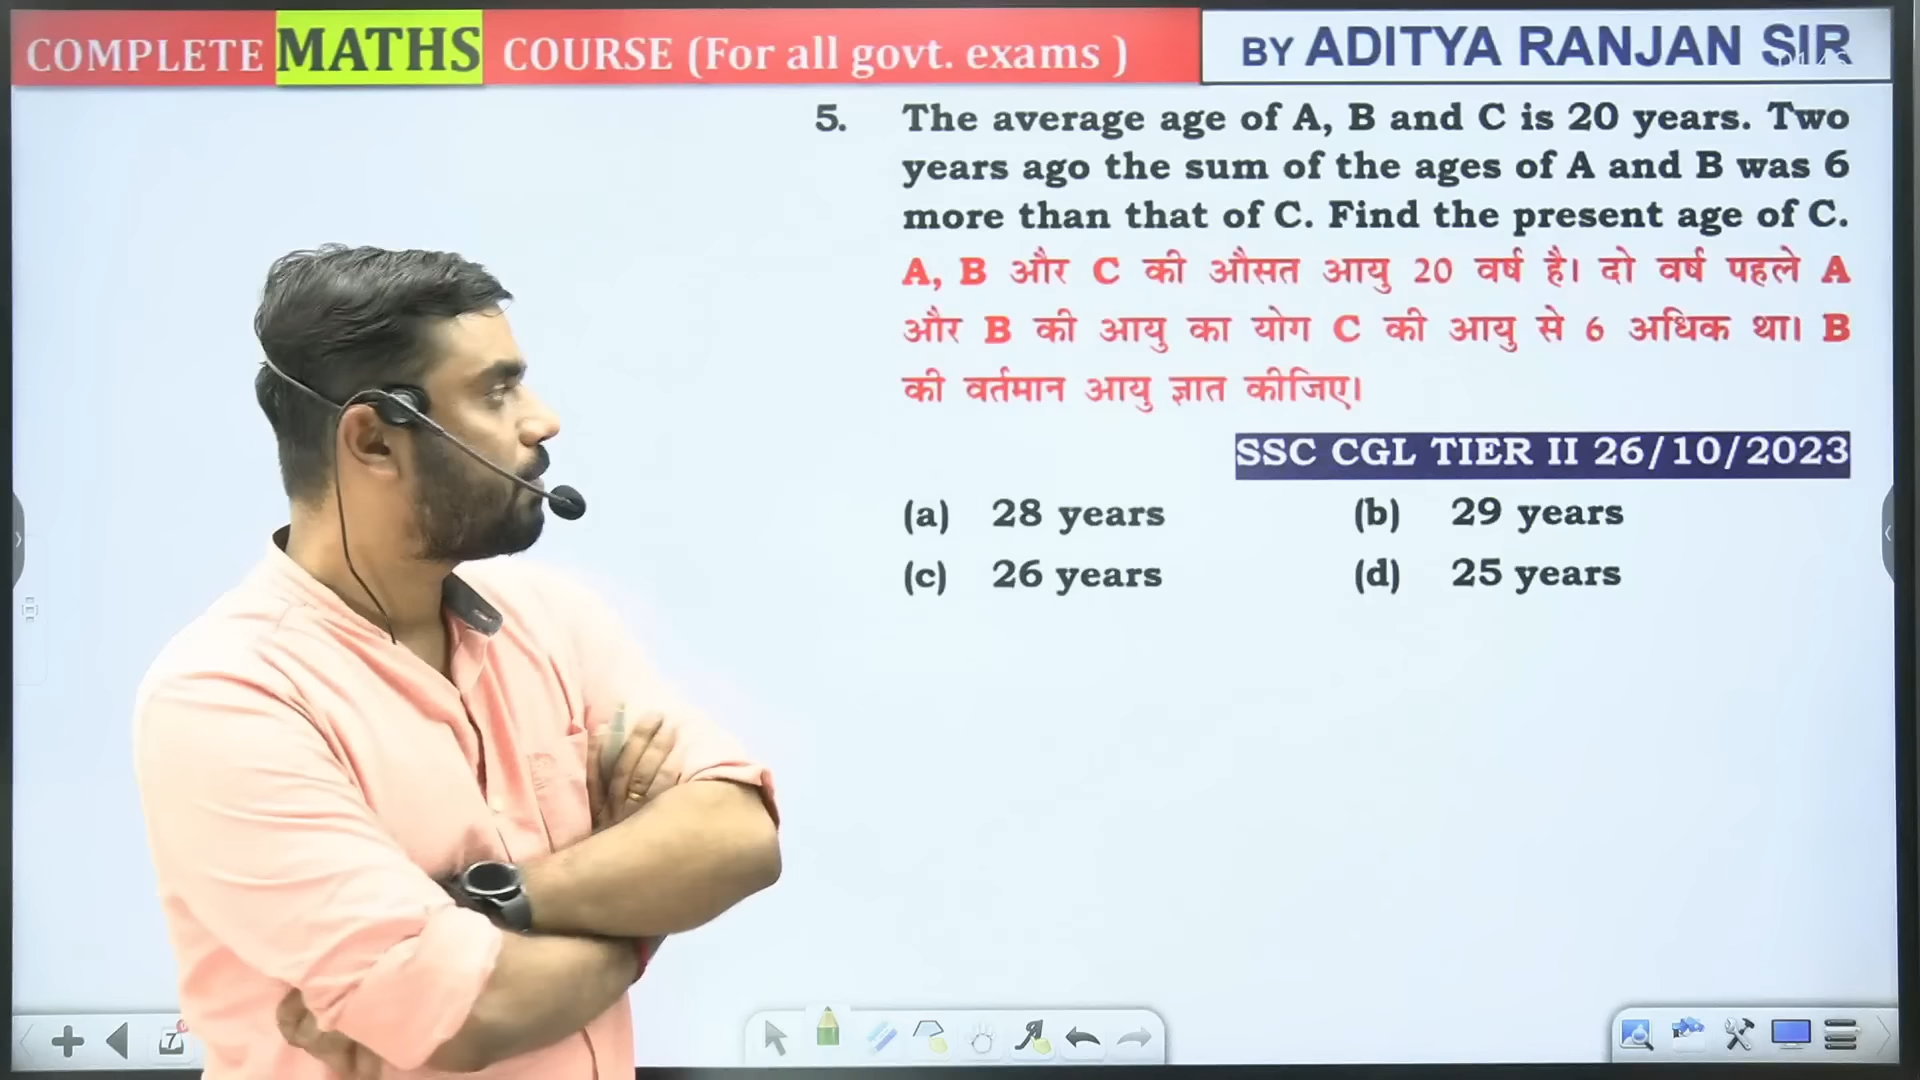 COMPLETE MATHS COURSE (For all govt. exams )
BY ADITYA RANJAN SIR
5. The average age of A, B and C is 20 years. Two
years ago the sum of the ages of A and B was 6
more than that of C. Find the present age of C.
A, B और C की औसत आयु 20 वर्ष है। दो वर्ष पहले A
और B की आयु का योग C की आयु से 6 अधिक था। B
की वर्तमान आयु ज्ञात कीजिए।
SSC CGL TIER II 26/10/2023
(a) 28 years (b) 29 years
(c) 26 years (d) 25 years
7